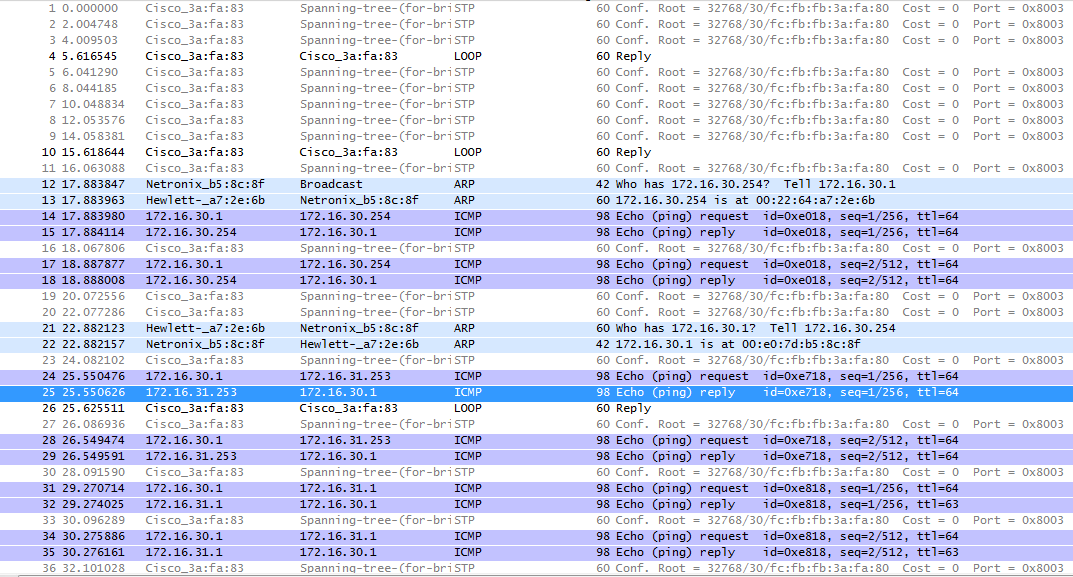 1 0.000000 Cisco_3a:fa:83 Spanning-tree-(for-bri STP 60 Conf. Root = 32768/30/fc:fb:fb:3a:fa:80 Cost = 0 Port = 0x8003
2 2.004748 Cisco_3a:fa:83 Spanning-tree-(for-bri STP 60 Conf. Root = 32768/30/fc:fb:fb:3a:fa:80 Cost = 0 Port = 0x8003
3 4.009503 Cisco_3a:fa:83 Spanning-tree-(for-bri STP 60 Conf. Root = 32768/30/fc:fb:fb:3a:fa:80 Cost = 0 Port = 0x8003
4 5.616545 Cisco_3a:fa:83 Cisco_3a:fa:83 LOOP 60 Reply
5 6.041290 Cisco_3a:fa:83 Spanning-tree-(for-bri STP 60 Conf. Root = 32768/30/fc:fb:fb:3a:fa:80 Cost = 0 Port = 0x8003
6 8.044185 Cisco_3a:fa:83 Spanning-tree-(for-bri STP 60 Conf. Root = 32768/30/fc:fb:fb:3a:fa:80 Cost = 0 Port = 0x8003
7 10.048834 Cisco_3a:fa:83 Spanning-tree-(for-bri STP 60 Conf. Root = 32768/30/fc:fb:fb:3a:fa:80 Cost = 0 Port = 0x8003
8 12.053576 Cisco_3a:fa:83 Spanning-tree-(for-bri STP 60 Conf. Root = 32768/30/fc:fb:fb:3a:fa:80 Cost = 0 Port = 0x8003
9 14.058381 Cisco_3a:fa:83 Spanning-tree-(for-bri STP 60 Conf. Root = 32768/30/fc:fb:fb:3a:fa:80 Cost = 0 Port = 0x8003
10 15.618644 Cisco_3a:fa:83 Cisco_3a:fa:83 LOOP 60 Reply
11 16.063088 Cisco_3a:fa:83 Spanning-tree-(for-bri STP 60 Conf. Root = 32768/30/fc:fb:fb:3a:fa:80 Cost = 0 Port = 0x8003
12 17.883847 Netronix_b5:8c:8f Broadcast ARP 42 Who has 172.16.30.254? Tell 172.16.30.1
13 17.883963 Hewlett-_a7:2e:6b Netronix_b5:8c:8f ARP 60 172.16.30.254 is at 00:22:64:a7:2e:6b
14 17.883980 172.16.30.1 172.16.30.254 ICMP 98 Echo (ping) request id=0xe018, seq=1/256, ttl=64
15 17.884114 172.16.30.254 172.16.30.1 ICMP 98 Echo (ping) reply id=0xe018, seq=1/256, ttl=64
16 18.067806 Cisco_3a:fa:83 Spanning-tree-(for-bri STP 60 Conf. Root = 32768/30/fc:fb:fb:3a:fa:80 Cost = 0 Port = 0x8003
17 18.887877 172.16.30.1 172.16.30.254 ICMP 98 Echo (ping) request id=0xe018, seq=2/512, ttl=64
18 18.888008 172.16.30.254 172.16.30.1 ICMP 98 Echo (ping) reply id=0xe018, seq=2/512, ttl=64
19 20.072556 Cisco_3a:fa:83 Spanning-tree-(for-bri STP 60 Conf. Root = 32768/30/fc:fb:fb:3a:fa:80 Cost = 0 Port = 0x8003
20 22.077286 Cisco_3a:fa:83 Spanning-tree-(for-bri STP 60 Conf. Root = 32768/30/fc:fb:fb:3a:fa:80 Cost = 0 Port = 0x8003
21 22.882123 Hewlett-_a7:2e:6b Netronix_b5:8c:8f ARP 60 Who has 172.16.30.1? Tell 172.16.30.254
22 22.882157 Netronix_b5:8c:8f Hewlett-_a7:2e:6b ARP 42 172.16.30.1 is at 00:e0:7d:b5:8c:8f
23 24.082102 Cisco_3a:fa:83 Spanning-tree-(for-bri STP 60 Conf. Root = 32768/30/fc:fb:fb:3a:fa:80 Cost = 0 Port = 0x8003
24 25.550476 172.16.30.1 172.16.31.253 ICMP 98 Echo (ping) request id=0xe718, seq=1/256, ttl=64
25 25.550626 172.16.31.253 172.16.30.1 ICMP 98 Echo (ping) reply id=0xe718, seq=1/256, ttl=64
26 25.625511 Cisco_3a:fa:83 Cisco_3a:fa:83 LOOP 60 Reply
27 26.086936 Cisco_3a:fa:83 Spanning-tree-(for-bri STP 60 Conf. Root = 32768/30/fc:fb:fb:3a:fa:80 Cost = 0 Port = 0x8003
28 26.549474 172.16.30.1 172.16.31.253 ICMP 98 Echo (ping) request id=0xe718, seq=2/512, ttl=64
29 26.549591 172.16.31.253 172.16.30.1 ICMP 98 Echo (ping) reply id=0xe718, seq=2/512, ttl=64
30 28.091590 Cisco_3a:fa:83 Spanning-tree-(for-bri STP 60 Conf. Root = 32768/30/fc:fb:fb:3a:fa:80 Cost = 0 Port = 0x8003
31 29.270714 172.16.30.1 172.16.31.1 ICMP 98 Echo (ping) request id=0xe818, seq=1/256, ttl=64
32 29.274025 172.16.31.1 172.16.30.1 ICMP 98 Echo (ping) reply id=0xe818, seq=1/256, ttl=63
33 30.096289 Cisco_3a:fa:83 Spanning-tree-(for-bri STP 60 Conf. Root = 32768/30/fc:fb:fb:3a:fa:80 Cost = 0 Port = 0x8003
34 30.275886 172.16.30.1 172.16.31.1 ICMP 98 Echo (ping) request id=0xe818, seq=2/512, ttl=64
35 30.276161 172.16.31.1 172.16.30.1 ICMP 98 Echo (ping) reply id=0xe818, seq=2/512, ttl=63
36 32.101028 Cisco_3a:fa:83 Spanning-tree-(for-bri STP 60 Conf. Root = 32768/30/fc:fb:fb:3a:fa:80 Cost = 0 Port = 0x8003